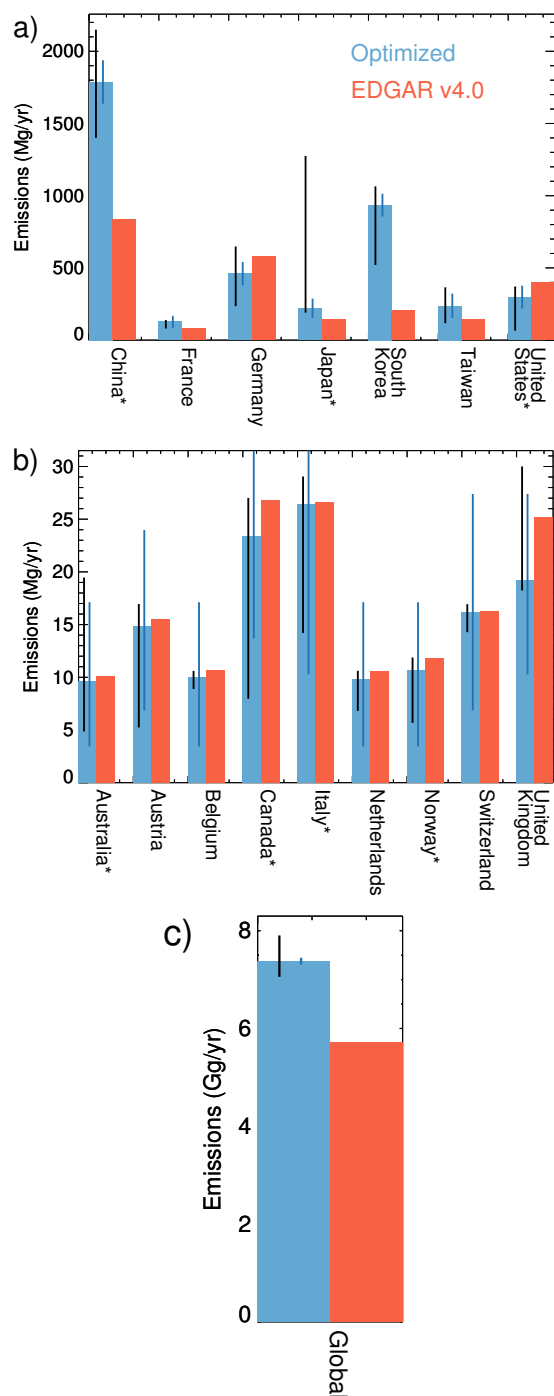 a)
Optimized
EDGAR v4.0
Emissions (Mg/yr)
2000
1500
1000
500
0
China*
France
Germany
Japan*
South
Korea
Taiwan
United
States*
b)
Emissions (Mg/yr)
30
25
20
15
10
5
0
Australia*
Austria
Belgium
Canada*
Italy*
Netherlands
Norway*
Switzerland
United
Kingdom
c)
Emissions (Gg/yr)
8
6
4
2
0
Global